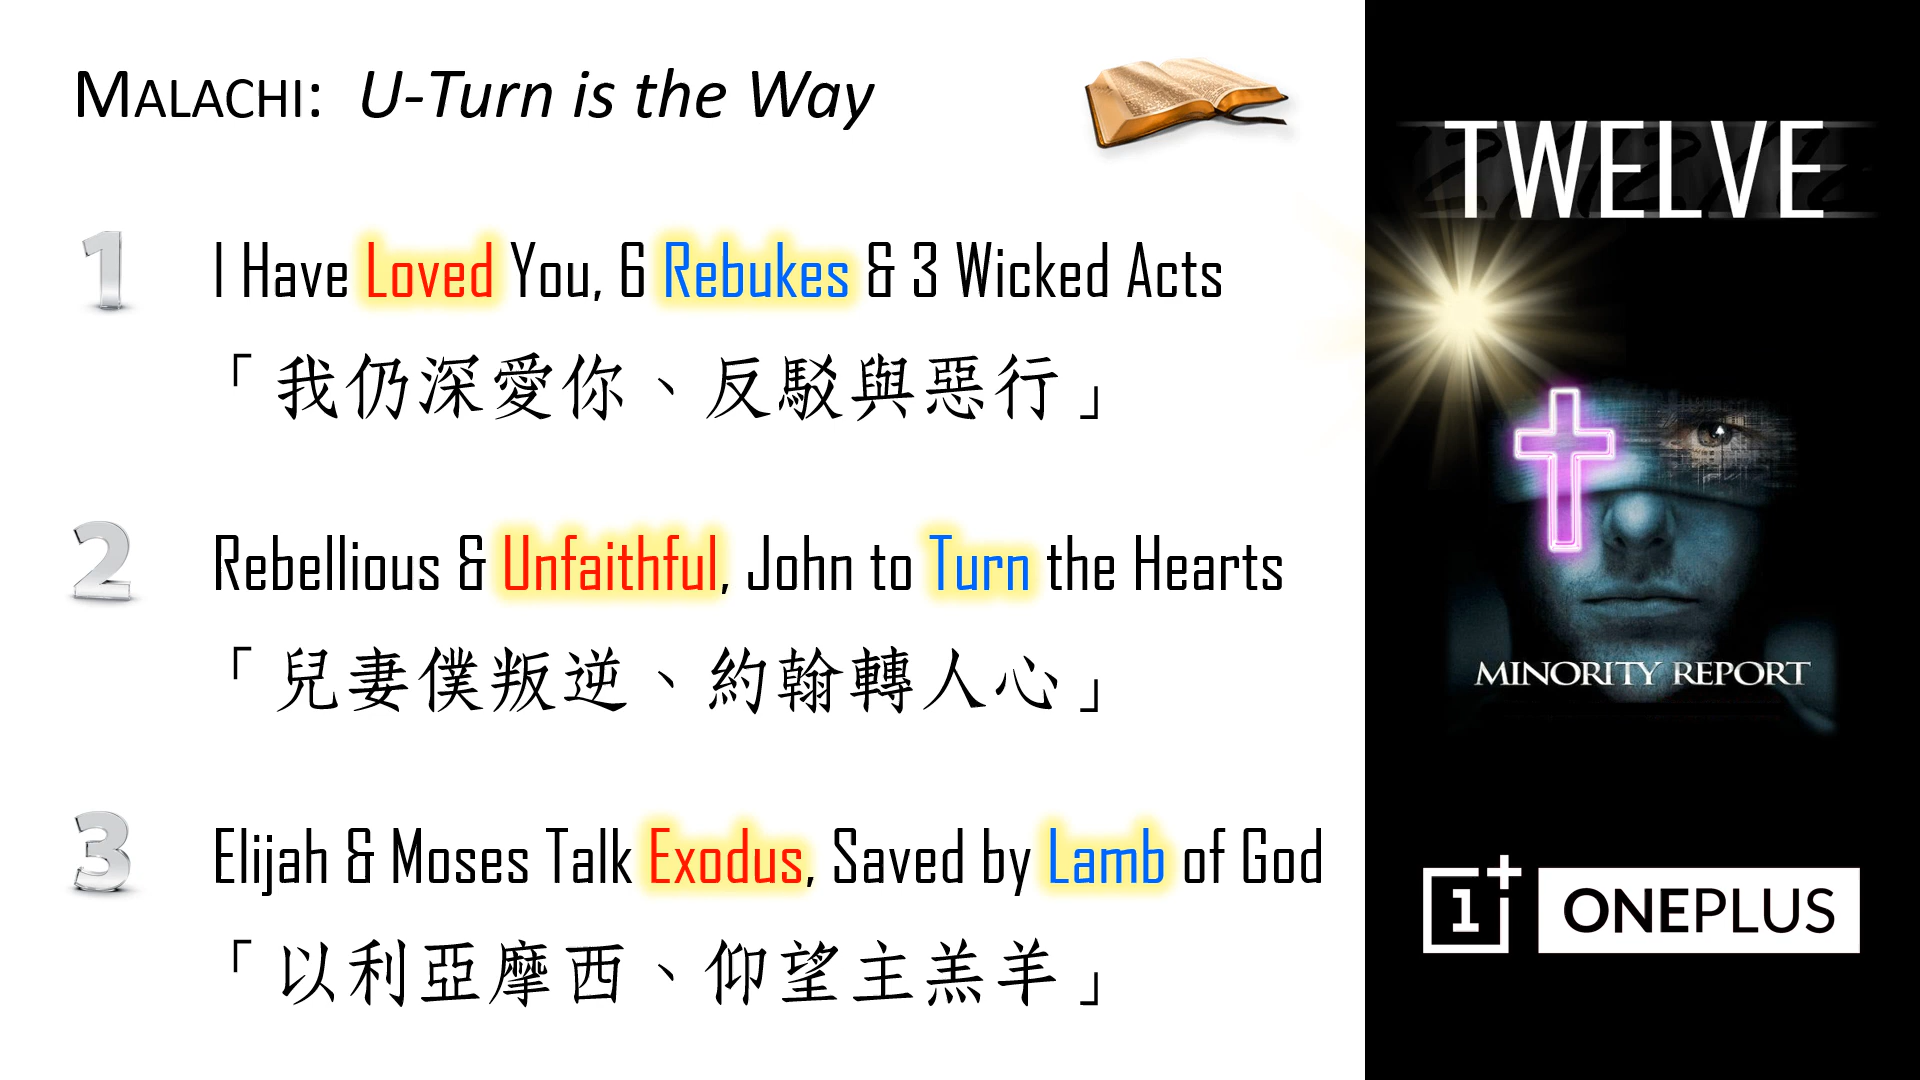 MALACHI: U-Turn is the Way
1
I Have Loved You, 6 Rebukes & 3 Wicked Acts
「我仍深愛你、反駁與惡行」
2
Rebellious & Unfaithful, John to Turn the Hearts
「兒妻僕叛逆、約翰轉人心」
3
Elijah & Moses Talk Exodus, Saved by Lamb of God
「以利亞摩西、仰望主羔羊」
TWELVE
MINORITY REPORT
1+ ONEPLUS